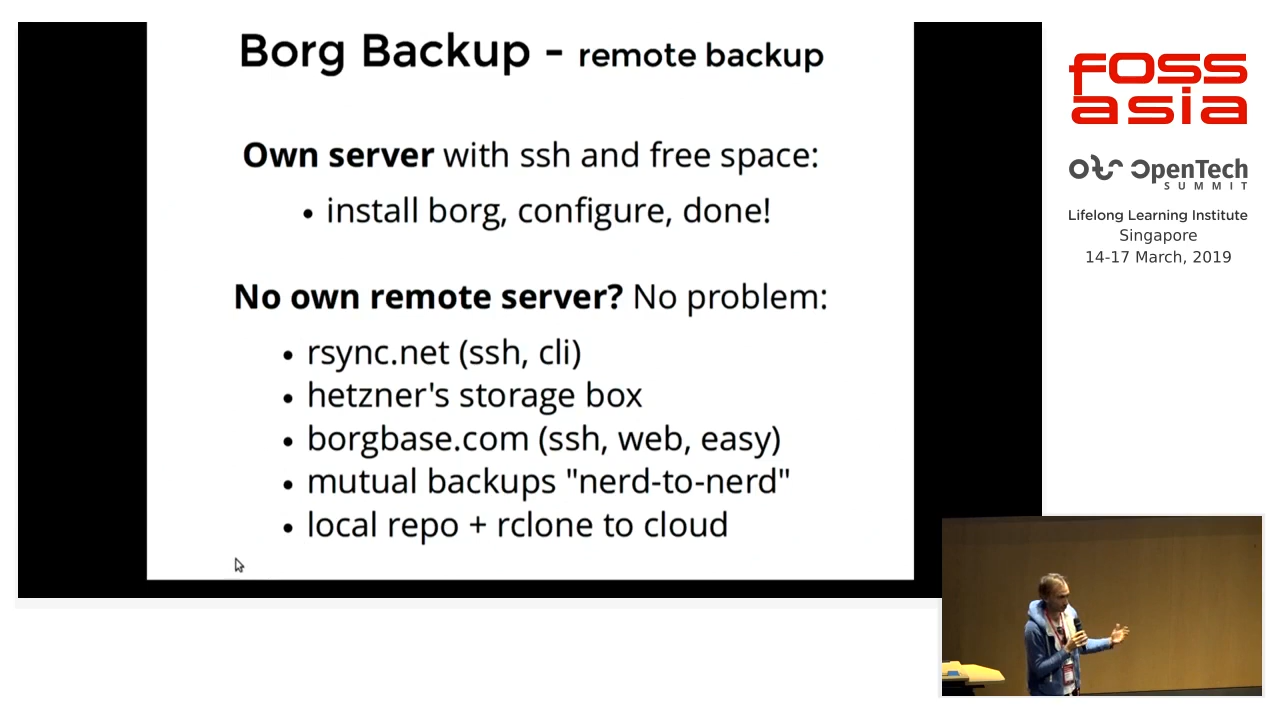 Borg Backup - remote backup
Own server with ssh and free space:
• install borg, configure, done!
No own remote server? No problem:
• rsync.net (ssh, cli)
• hetzner's storage box
• borgbase.com (ssh, web, easy)
• mutual backups "nerd-to-nerd"
• local repo + rclone to cloud
FOSS
asia
OpenTech
SUMMIT
Lifelong Learning Institute
Singapore
14-17 March, 2019